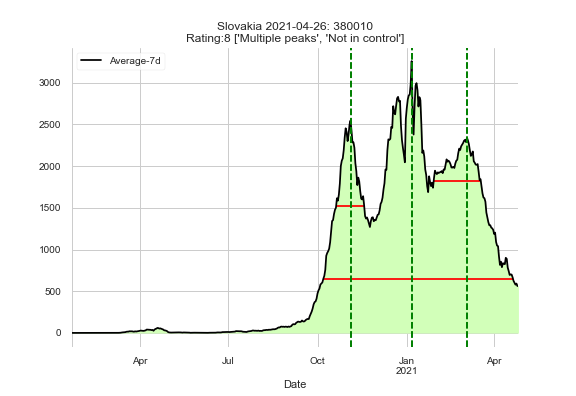 Slovakia 2021-04-26: 380010
Rating:8 ['Multiple peaks', 'Not in control']
Average-7d
3000
2500
2000
1500
1000
500
0
Apr
Jul
Oct
Jan
2021
Apr
Date